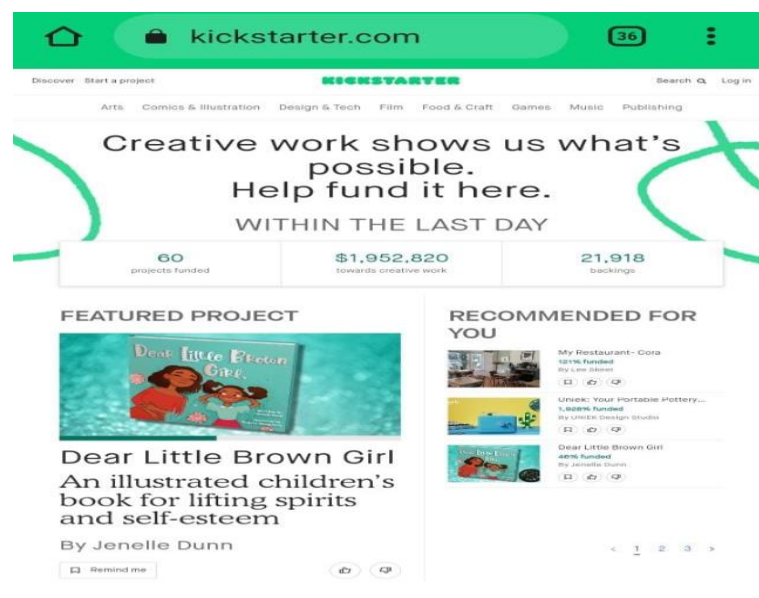 kickstarter.com
36
Discover Start a project
KICKSTARTER
Search
Log in
Arts Comics & Illustration Design & Tech Film Food & Craft Games Music Publishing
Creative work shows us what's
possible.
Help fund it here.
WITHIN THE LAST DAY
60
projects funded
$1,952,820
towards creative work
21,918
backings
FEATURED PROJECT
Dear Little Brown
Girl,
Dear Little Brown Girl
An illustrated children's
book for lifting spirits
and self-esteem
By Jenelle Dunn
Remind me
RECOMMENDED FOR
YOU
My Restaurant- Cora
121% funded
By Lee Skeet
Uniek: Your Portable Pottery...
1,928% funded
By UNIEK Design Studio
Dear Little Brown Girl
46% funded
By Jenelle Dunn
< 1 2 3 >